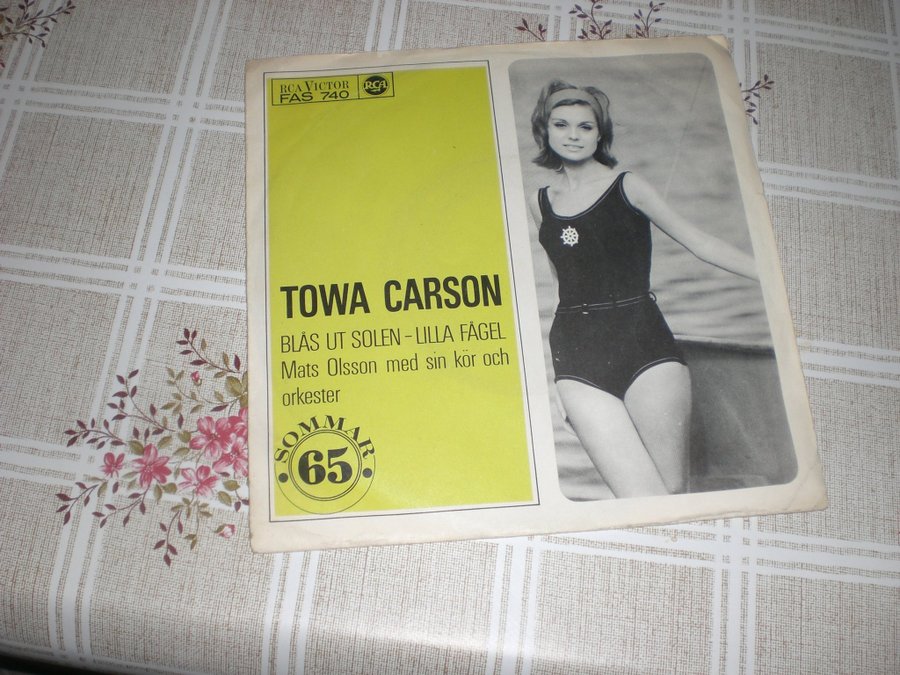 RCA VICTOR
FAS 740
RCA
TOWA CARSON
BLÅS UT SOLEN - LILLA FÅGEL
Mats Olsson med sin kör och
orkester
SOMMAR
65